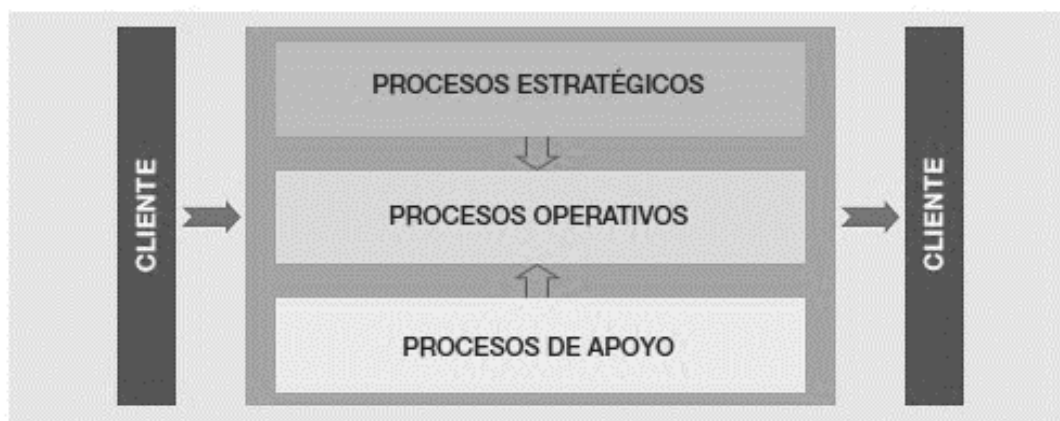 CLIENTE
PROCESOS ESTRATÉGICOS
PROCESOS OPERATIVOS
PROCESOS DE APOYO
CLIENTE